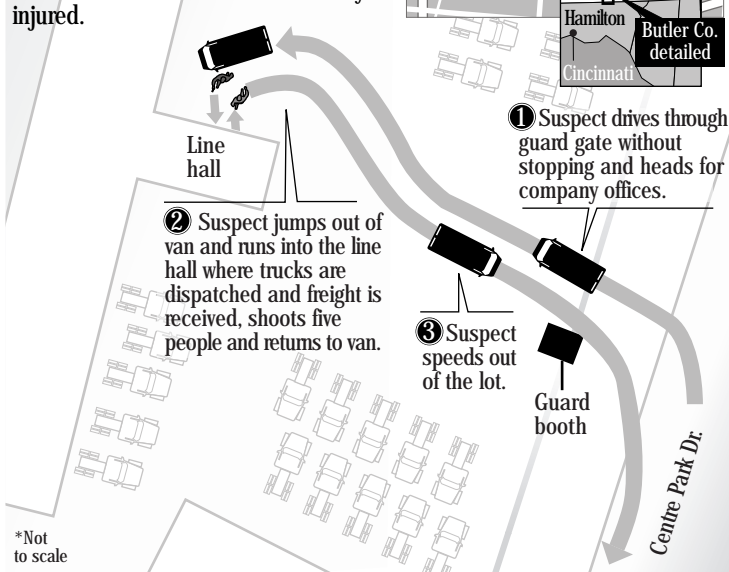 injured.
Hamilton
Butler Co.
detailed
Cincinnati
❶ Suspect drives through
guard gate without
stopping and heads for
company offices.
Line
hall
❷ Suspect jumps out of
van and runs into the line
hall where trucks are
dispatched and freight is
received, shoots five
people and returns to van.
❸ Suspect
speeds out
of the lot.
Guard
booth
Centre Park Dr.
*Not
to scale